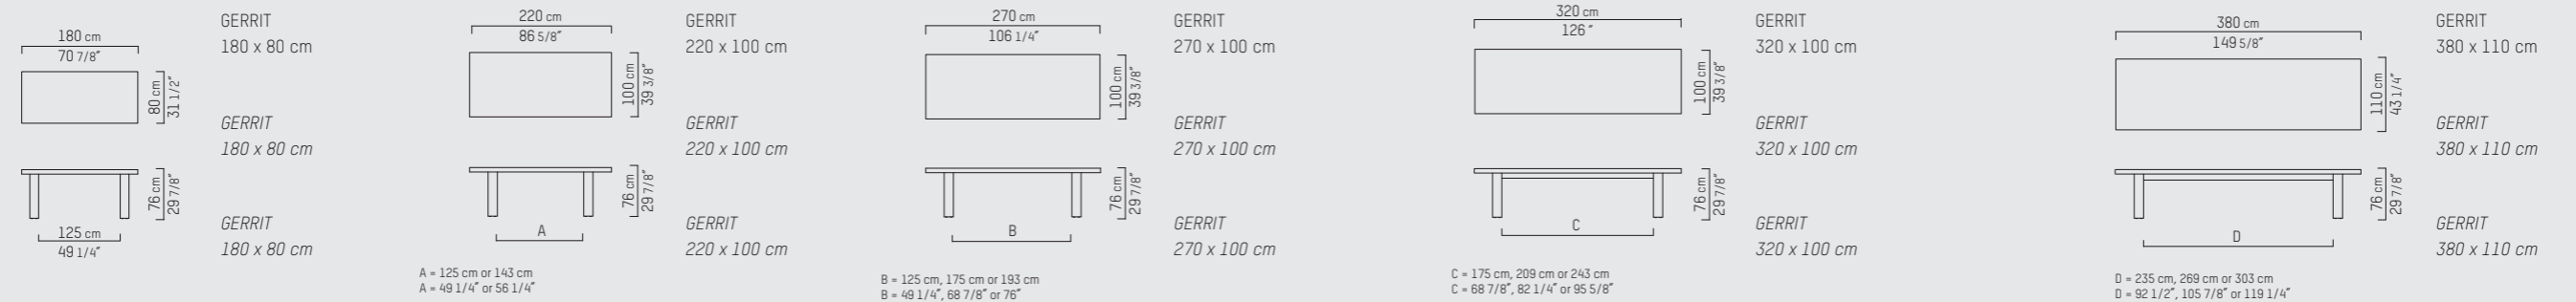 180 cm
70 7/8″
80 cm
31 1/2″
76 cm
29 7/8″
125 cm
49 1/4″
GERRIT
180 x 80 cm
GERRIT
180 x 80 cm
GERRIT
180 x 80 cm
220 cm
86 5/8″
100 cm
39 3/8″
76 cm
29 7/8″
A
A = 125 cm or 143 cm
A = 49 1/4″ or 56 1/4″
GERRIT
220 x 100 cm
GERRIT
220 x 100 cm
GERRIT
220 x 100 cm
270 cm
106 1/4″
100 cm
39 3/8″
76 cm
29 7/8″
B
B = 125 cm, 175 cm or 193 cm
B = 49 1/4″, 68 7/8″ or 76″
GERRIT
270 x 100 cm
GERRIT
270 x 100 cm
GERRIT
270 x 100 cm
320 cm
126 ″
100 cm
39 3/8″
76 cm
29 7/8″
C
C = 175 cm, 209 cm or 243 cm
C = 68 7/8″, 82 1/4″ or 95 5/8″
GERRIT
320 x 100 cm
GERRIT
320 x 100 cm
GERRIT
320 x 100 cm
380 cm
149 5/8″
110 cm
43 1/4″
76 cm
29 7/8″
D
D = 235 cm, 269 cm or 303 cm
D = 92 1/2″, 105 7/8″ or 119 1/4″
GERRIT
380 x 110 cm
GERRIT
380 x 110 cm
GERRIT
380 x 110 cm